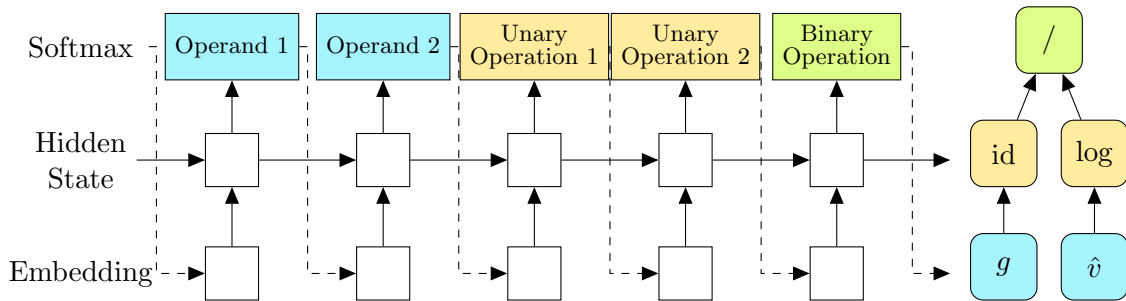 Softmax
Operand 1
Operand 2
Unary
Operation 1
Unary
Operation 2
Binary
Operation
/
Hidden
State
id
log
Embedding
g
v̂